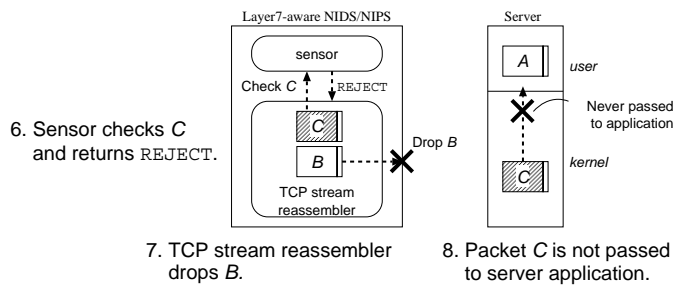 Layer7-aware NIDS/NIPS
Server
sensor
A
user
Check C
REJECT
Never passed
to application
C
6. Sensor checks C
and returns REJECT.
Drop B
B
kernel
C
TCP stream
reassembler
7. TCP stream reassembler
drops B.
8. Packet C is not passed
to server application.